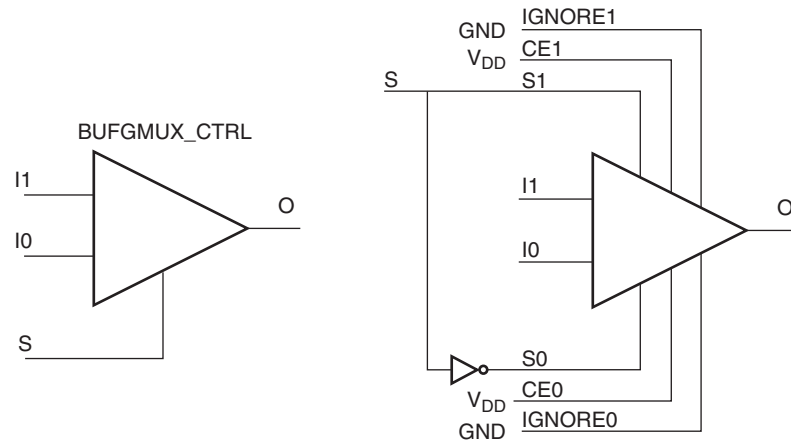 BUFGMUX_CTRL
I1
I0
S
O
GND IGNORE1
VDD CE1
S S1
I1
I0
O
S0
VDD CE0
GND IGNORE0